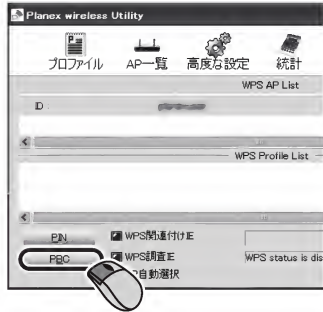 Planex wireless Utility
プロファイル AP一覧 高度な設定 統計
WPS AP List
ID
WPS Profile List
PIN WPS関連付けIE
PBC WPS調査IE WPS status is dis
自動選択